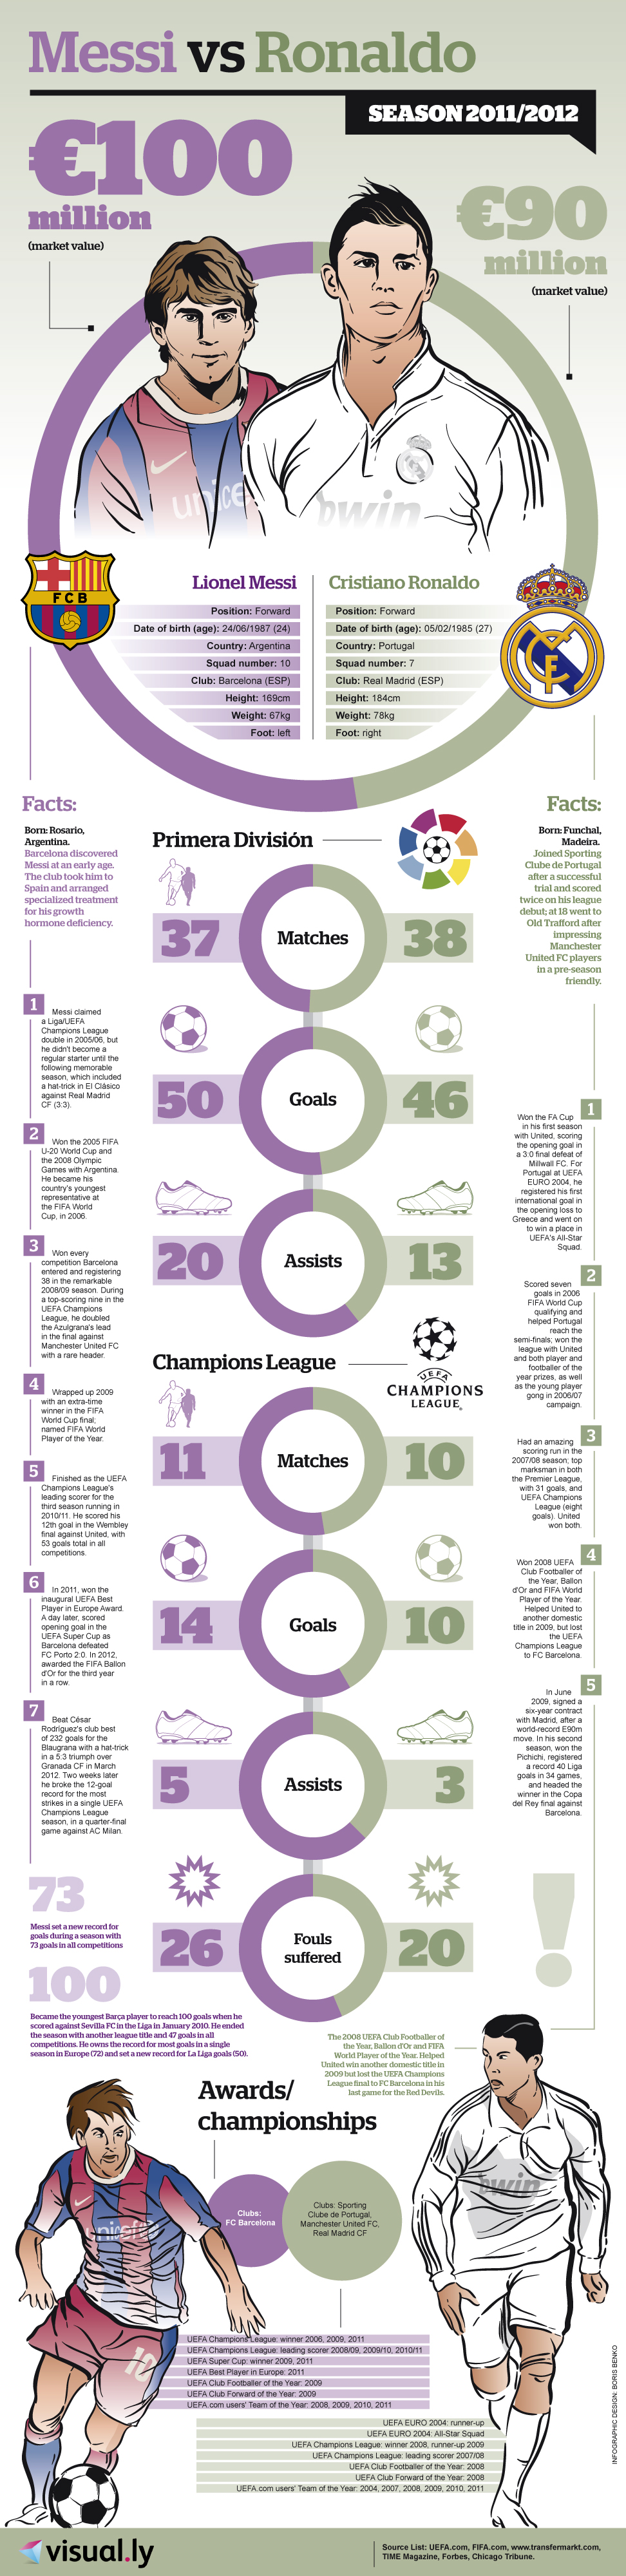 Messi vs Ronaldo
SEASON 2011/2012
€100
million
(market value)
€90
million
(market value)
unice
bwin
FCB
Lionel Messi
Position: Forward
Date of birth (age): 24/06/1987 (24)
Country: Argentina
Squad number: 10
Club: Barcelona (ESP)
Height: 169cm
Weight: 67kg
Foot: left
Cristiano Ronaldo
Position: Forward
Date of birth (age): 05/02/1985 (27)
Country: Portugal
Squad number: 7
Club: Real Madrid (ESP)
Height: 184cm
Weight: 78kg
Foot: right
Facts:
Born: Rosario,
Argentina.
Barcelona discovered
Messi at early age.
The club took him to
Spain and arranged
specialized treatment
for his growth
hormone deficiency.
1
Messi claimed
a Liga/UEFA
Champions League
double in 2005/06, but
he didn't become a
regular starter until the
following memorable
season, which included
a hat-trick in El Clásico
against Real Madrid
CF (3:3).
2
Won the 2005 FIFA
U-20 World Cup and
the 2008 Olympic
Games with Argentina.
He became his
country's youngest
representative at
the FIFA World
Cup, in 2006.
3
Won every
competition Barcelona
entered and registering
38 in the remarkable
2008/09 season. During
a top-scoring nine in the
UEFA Champions
League, he doubled
the Azulgrana's lead
in the final against
Manchester United FC
with a rare header.
4
Wrapped up 2009
with an extra-time
winner in the FIFA
World Cup final;
named FIFA World
Player of the Year.
5
Finished as the UEFA
Champions League's
leading scorer for the
third season running in
2010/11. He scored his
12th goal in the Wembley
final against United, with
53 goals total in all
competitions.
6
In 2011, won the
inaugural UEFA Best
Player in Europe Award.
A day later, scored
opening goal in the
UEFA Super Cup as
Barcelona defeated
FC Porto 2:0. In 2012,
awarded the FIFA Ballon
d'Or for the third year
in a row.
7
Beat César
Rodríguez's club best
of 232 goals for the
Blaugrana with a hat-trick
in a 5:3 triumph over
Granada CF in March
2012. Two weeks later
he broke the 12-goal
record for the most
strikes in a single UEFA
Champions League
season, in a quarter-final
game against AC Milan.
73
Messi set a new record for
goals during a season with
73 goals in all competitions
100
Became the youngest Barça player to reach 100 goals when he
scored against Sevilla FC in the Liga in January 2010. He ended
the season with another league title and 47 goals in all
competitions. He owns the record for most goals in a single
season in Europe (72) and set a new record for La Liga goals (50).
Primera División
37 Matches 38
50 Goals 46
20 Assists 13
Champions League
UEFA
CHAMPIONS
LEAGUE®
11 Matches 10
14 Goals 10
5 Assists 3
26 Fouls
suffered 20
Facts:
Born: Funchal,
Madeira.
Joined Sporting
Clube de Portugal
after a successful
trial and scored
twice on his league
debut; at 18 went to
Old Trafford after
impressing
Manchester
United FC players
in a pre-season
friendly.
1
Won the FA Cup
in his first season
with United, scoring
the opening goal in
a 3:0 final defeat of
Millwall FC. For
Portugal at UEFA
EURO 2004, he
registered his first
international goal in
the opening loss to
Greece and went on
to win a place in
UEFA's All-Star
Squad.
2
Scored seven
goals in 2006
FIFA World Cup
qualifying and
helped Portugal
reach the
semi-finals; won the
league with United
and both player and
footballer of the
year prizes, as well
as the young player
gong in 2006/07
campaign.
3
Had an amazing
scoring run in the
2007/08 season; top
marksman in both
the Premier League,
with 31 goals, and
UEFA Champions
League (eight
goals). United
won both.
4
Won 2008 UEFA
Club Footballer of
the Year, Ballon
d'Or and FIFA World
Player of the Year.
Helped United to
another domestic
title in 2009, but lost
the UEFA
Champions League
to FC Barcelona.
5
In June
2009, signed a
six-year contract
with Madrid, after a
world-record E90m
move. In his second
season, won the
Pichichi, registered
a record 40 Liga
goals in 34 games,
and headed the
winner in the Copa
del Rey final against
Barcelona.
!
The 2008 UEFA Club Footballer of
the Year, Ballon d'Or and FIFA
World Player of the Year. Helped
United win another domestic title in
2009 but lost the UEFA Champions
League final to FC Barcelona in his
last game for the Red Devils.
Awards/
championships
Clubs:
FC Barcelona
Clubs: Sporting
Clube de Portugal,
Manchester United FC,
Real Madrid CF
unicef
bwin
10
UEFA Champions League: winner 2006, 2009, 2011
UEFA Champions League: leading scorer 2008/09, 2009/10, 2010/11
UEFA Super Cup: winner 2009, 2011
UEFA Best Player in Europe: 2011
UEFA Club Footballer of the Year: 2009
UEFA Club Forward of the Year: 2009
UEFA.com users' Team of the Year: 2008, 2009, 2010, 2011
UEFA EURO 2004: runner-up
UEFA EURO 2004: All-Star Squad
UEFA Champions League: winner 2008, runner-up 2009
UEFA Champions League: leading scorer 2007/08
UEFA Club Footballer of the Year: 2008
UEFA Club Forward of the Year: 2008
UEFA.com users' Team of the Year: 2004, 2007, 2008, 2009, 2010, 2011
INFOGRAPHIC DESIGN: BORIS BENKO
visual.ly
Source List: UEFA.com, FIFA.com, www.transfermarkt.com,
TIME Magazine, Forbes, Chicago Tribune.